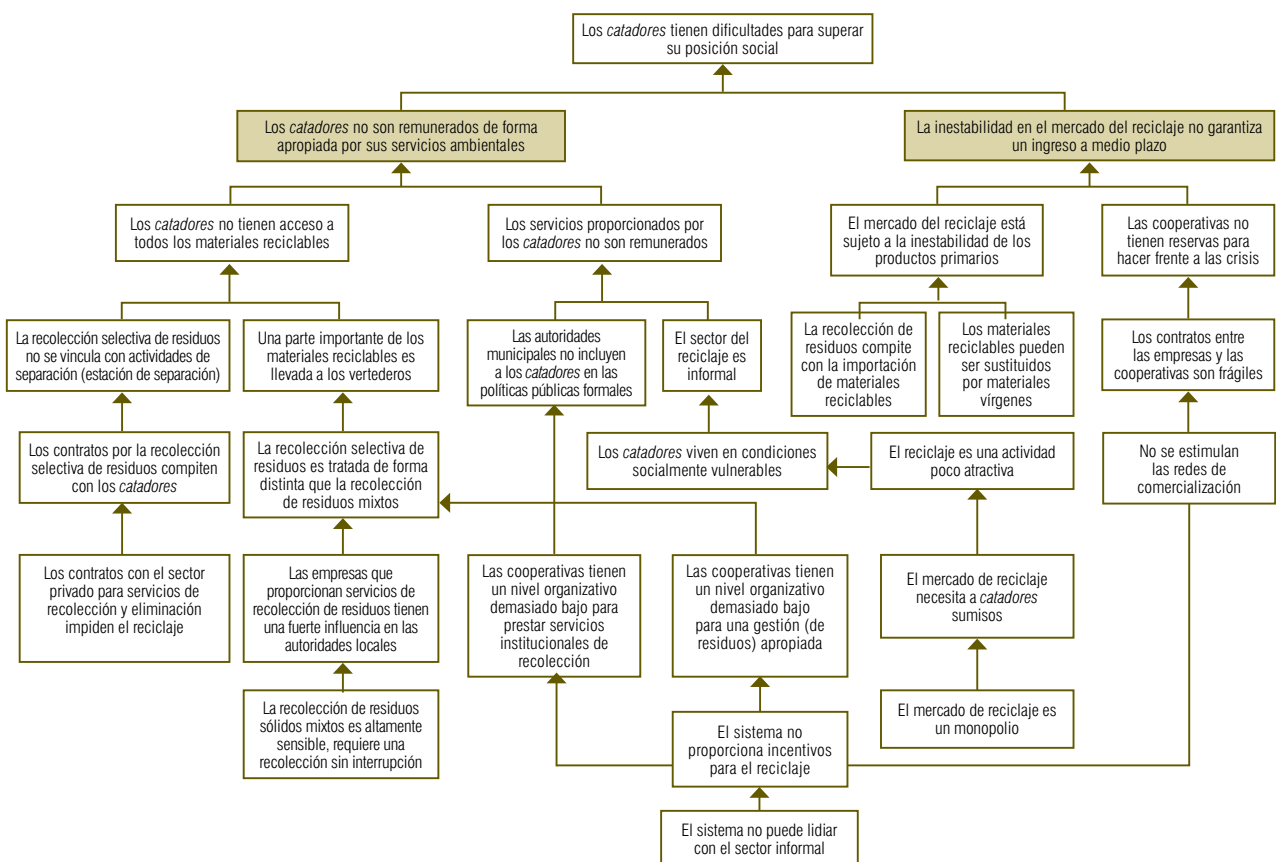 Los catadores tienen dificultades para superar
su posición social
Los catadores no son remunerados de forma
apropiada por sus servicios ambientales
La inestabilidad en el mercado del reciclaje no garantiza
un ingreso a medio plazo
Los catadores no tienen acceso a
todos los materiales reciclables
Los servicios proporcionados por
los catadores no son remunerados
El mercado del reciclaje está
sujeto a la inestabilidad de los
productos primarios
Las cooperativas no
tienen reservas para
hacer frente a las crisis
La recolección selectiva de residuos
no se vincula con actividades de
separación (estación de separación)
Una parte importante de los
materiales reciclables es
llevada a los vertederos
Las autoridades
municipales no incluyen
a los catadores en las
políticas públicas formales
El sector del
reciclaje es
informal
La recolección de
residuos compite
con la importación
de materiales
reciclables
Los materiales
reciclables pueden
ser sustituidos
por materiales
vírgenes
Los contratos entre
las empresas y las
cooperativas son frágiles
Los contratos por la recolección
selectiva de residuos compiten
con los catadores
La recolección selectiva de
residuos es tratada de forma
distinta que la recolección
de residuos mixtos
Los catadores viven en condiciones
socialmente vulnerables
El reciclaje es una actividad
poco atractiva
No se estimulan
las redes de
comercialización
Los contratos con el sector
privado para servicios de
recolección y eliminación
impiden el reciclaje
Las empresas que
proporcionan servicios de
recolección de residuos tienen
una fuerte influencia en las
autoridades locales
Las cooperativas tienen
un nivel organizativo
demasiado bajo para
prestar servicios
institucionales de
recolección
Las cooperativas tienen
un nivel organizativo
demasiado bajo
para una gestión (de
residuos) apropiada
El mercado de reciclaje
necesita a catadores
sumisos
La recolección de residuos
sólidos mixtos es altamente
sensible, requiere una
recolección sin interrupción
El sistema no
proporciona incentivos
para el reciclaje
El mercado de reciclaje es
un monopolio
El sistema no puede lidiar
con el sector informal